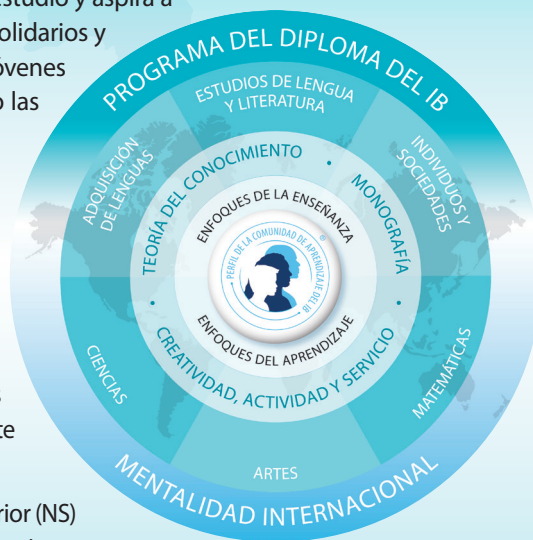 estudio y aspira a
olidarios y
óvenes
o las
s
te
rior (NS)
PROGRAMA DEL DIPLOMA DEL IB
ESTUDIOS DE LENGUA
Y LITERATURA
ADQUISICIÓN
DE LENGUAS
INDIVIDUOS Y
SOCIEDADES
TEORÍA DEL CONOCIMIENTO •
MONOGRAFÍA •
ENFOQUES DE LA ENSEÑANZA
PERFIL DE LA COMUNIDAD DE APRENDIZAJE DEL IB ®
ENFOQUES DEL APRENDIZAJE
CREATIVIDAD, ACTIVIDAD Y SERVICIO •
CIENCIAS
MATEMÁTICAS
ARTES
MENTALIDAD INTERNACIONAL